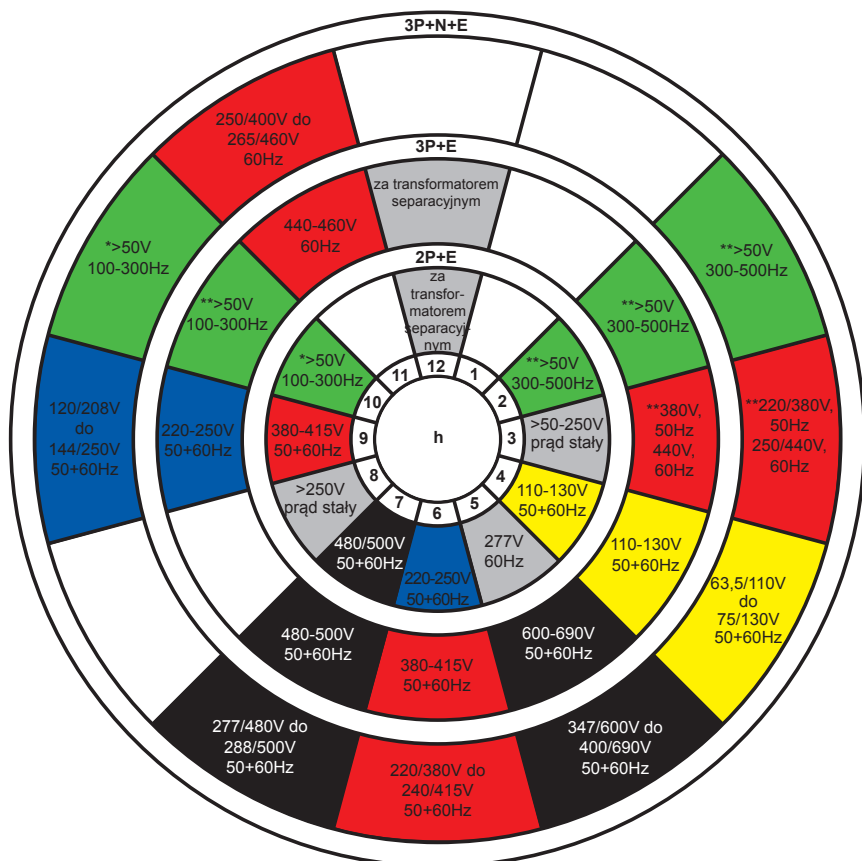 3P+N+E
250/400V do
265/460V
60Hz
*>50V
100-300Hz
**>50V
300-500Hz
120/208V
do
144/250V
50+60Hz
**220/380V,
50Hz
250/440V,
60Hz
63,5/110V
do
75/130V
50+60Hz
277/480V do
288/500V
50+60Hz
220/380V do
240/415V
50+60Hz
347/600V do
400/690V
50+60Hz
3P+E
za transformatorem
separacyjnym
440-460V
60Hz
**>50V
100-300Hz
**>50V
300-500Hz
220-250V
50+60Hz
**380V,
50Hz
440V,
60Hz
110-130V
50+60Hz
480-500V
50+60Hz
380-415V
50+60Hz
600-690V
50+60Hz
2P+E
za
transfor-
matorem
separacyj-
nym
*>50V
100-300Hz
**>50V
300-500Hz
380-415V
50+60Hz
>50-250V
prąd stały
>250V
prąd stały
110-130V
50+60Hz
480/500V
50+60Hz
220-250V
50+60Hz
277V
60Hz
12
1
2
3
4
5
6
7
8
9
10
11
h